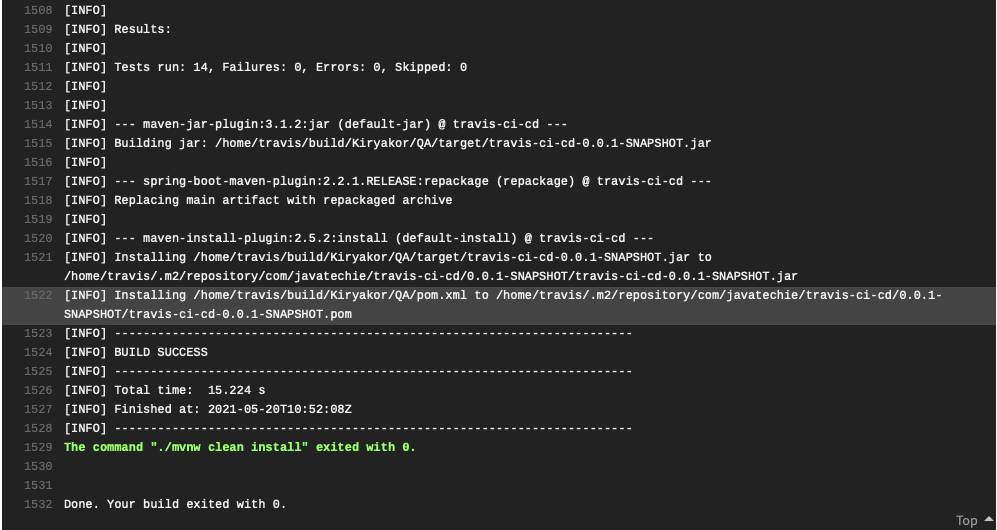 1508 [INFO]
1509 [INFO] Results:
1510 [INFO]
1511 [INFO] Tests run: 14, Failures: 0, Errors: 0, Skipped: 0
1512 [INFO]
1513 [INFO]
1514 [INFO] --- maven-jar-plugin:3.1.2:jar (default-jar) @ travis-ci-cd ---
1515 [INFO] Building jar: /home/travis/build/Kiryakor/QA/target/travis-ci-cd-0.0.1-SNAPSHOT.jar
1516 [INFO]
1517 [INFO] --- spring-boot-maven-plugin:2.2.1.RELEASE:repackage (repackage) @ travis-ci-cd ---
1518 [INFO] Replacing main artifact with repackaged archive
1519 [INFO]
1520 [INFO] --- maven-install-plugin:2.5.2:install (default-install) @ travis-ci-cd ---
1521 [INFO] Installing /home/travis/build/Kiryakor/QA/target/travis-ci-cd-0.0.1-SNAPSHOT.jar to
/home/travis/.m2/repository/com/javatechie/travis-ci-cd/0.0.1-SNAPSHOT/travis-ci-cd-0.0.1-SNAPSHOT.jar
1522 [INFO] Installing /home/travis/build/Kiryakor/QA/pom.xml to /home/travis/.m2/repository/com/javatechie/travis-ci-cd/0.0.1-
SNAPSHOT/travis-ci-cd-0.0.1-SNAPSHOT.pom
1523 [INFO] ------------------------------------------------------------------------
1524 [INFO] BUILD SUCCESS
1525 [INFO] ------------------------------------------------------------------------
1526 [INFO] Total time:  15.224 s
1527 [INFO] Finished at: 2021-05-20T10:52:08Z
1528 [INFO] ------------------------------------------------------------------------
1529 The command "./mvnw clean install" exited with 0.
1530
1531
1532 Done. Your build exited with 0.
Top